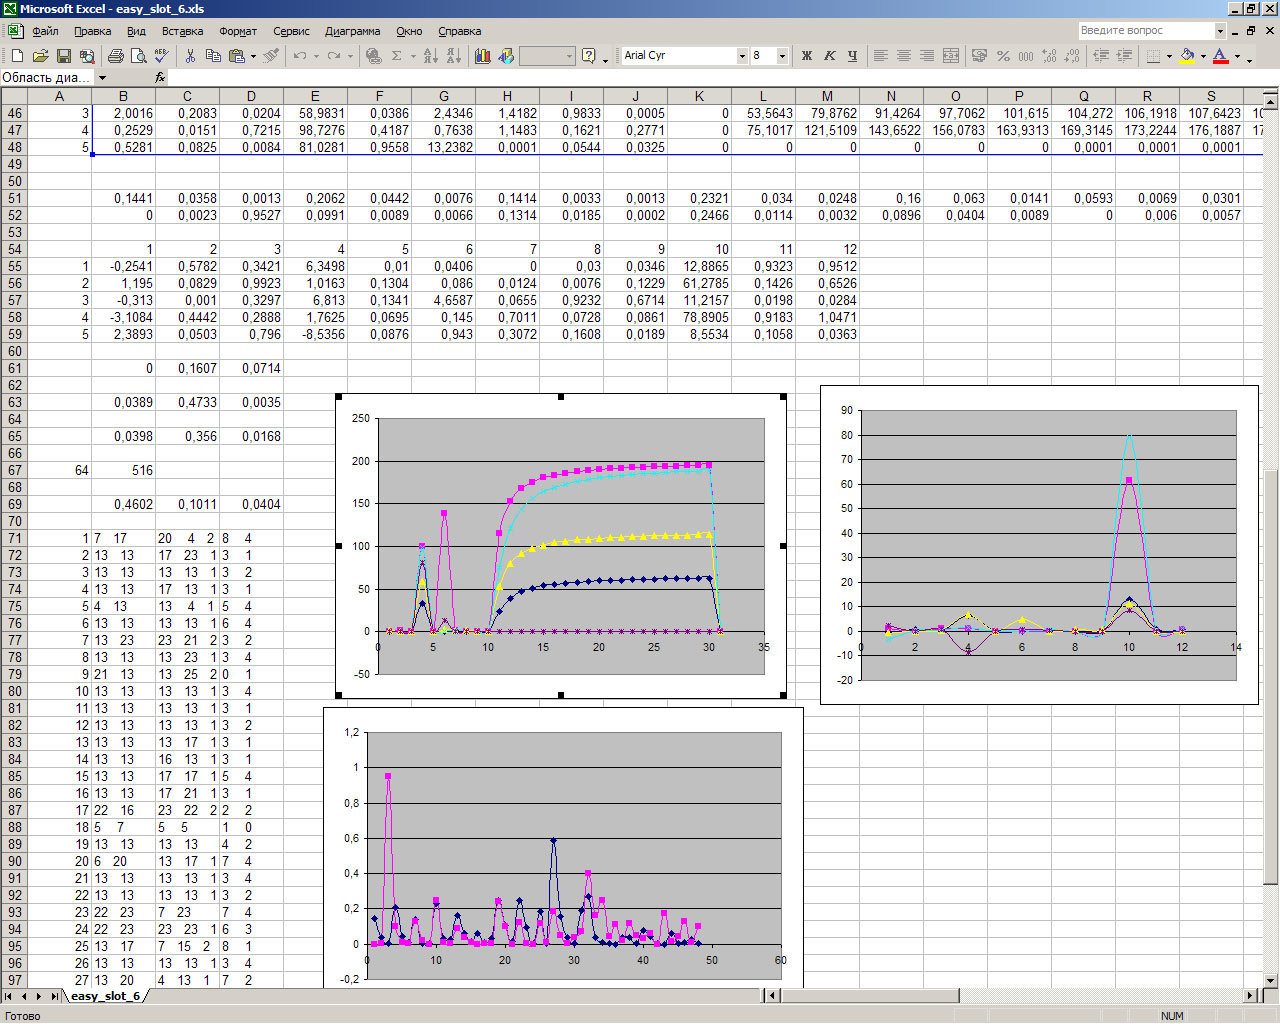 Microsoft Excel - easy_slot_6.xls
Файл Правка Вид Вставка Формат Сервис Диаграмма Окно Справка Введите вопрос
Arial Cyr 8 Ж К Ч
Область диа... fx
A B C D E F G H I J K L M N O P Q R S
46 3 2,0016 0,2083 0,0204 58,9831 0,0386 2,4346 1,4182 0,9833 0,0005 0 53,5643 79,8762 91,4264 97,7062 101,615 104,272 106,1918 107,6423 10
47 4 0,2529 0,0151 0,7215 98,7276 0,4187 0,7638 1,1483 0,1621 0,2771 0 75,1017 121,5109 143,6522 156,0783 163,9313 169,3145 173,2244 176,1887 17
48 5 0,5281 0,0825 0,0084 81,0281 0,9558 13,2382 0,0001 0,0544 0,0325 0 0 0 0 0 0 0,0001 0,0001 0,0001
49
50
51 0,1441 0,0358 0,0013 0,2062 0,0442 0,0076 0,1414 0,0033 0,0013 0,2321 0,034 0,0248 0,16 0,063 0,0141 0,0593 0,0069 0,0301
52 0 0,0023 0,9527 0,0991 0,0089 0,0066 0,1314 0,0185 0,0002 0,2466 0,0114 0,0032 0,0896 0,0404 0,0089 0 0,006 0,0057
53
54 1 2 3 4 5 6 7 8 9 10 11 12
55 1 -0,2541 0,5782 0,3421 6,3498 0,01 0,0406 0 0,03 0,0346 12,8865 0,9323 0,9512
56 2 1,195 0,0829 0,9923 1,0163 0,1304 0,086 0,0124 0,0076 0,1229 61,2785 0,1426 0,6526
57 3 -0,313 0,001 0,3297 6,813 0,1341 4,6587 0,0655 0,9232 0,6714 11,2157 0,0198 0,0284
58 4 -3,1084 0,4442 0,2888 1,7625 0,0695 0,145 0,7011 0,0728 0,0861 78,8905 0,9183 1,0471
59 5 2,3893 0,0503 0,796 -8,5356 0,0876 0,943 0,3072 0,1608 0,0189 8,5534 0,1058 0,0363
60
61 0 0,1607 0,0714
62
63 0,0389 0,4733 0,0035
64
65 0,0398 0,356 0,0168
66
67 64 516
68
69 0,4602 0,1011 0,0404
70
71 1 7 17 20 4 2 8 4
72 2 13 13 17 23 1 3 1
73 3 13 13 13 13 1 3 2
74 4 13 13 17 13 1 3 1
75 5 4 13 13 4 1 5 4
76 6 13 13 13 13 1 6 4
77 7 13 23 23 21 2 3 2
78 8 13 13 13 23 1 3 4
79 9 21 13 13 25 2 0 1
80 10 13 13 13 13 1 3 4
81 11 13 13 13 13 1 3 1
82 12 13 13 13 13 1 3 2
83 13 13 13 13 17 1 3 1
84 14 13 13 16 13 1 3 1
85 15 13 13 17 17 1 5 4
86 16 13 13 17 21 1 3 1
87 17 22 16 23 22 2 2 2
88 18 5 7 5 5 1 0
89 19 13 13 13 13 4 2
90 20 6 20 13 17 1 7 4
91 21 13 13 13 13 1 3 4
92 22 13 13 13 13 1 3 2
93 23 22 23 7 23 7 4
94 24 22 23 23 23 1 6 3
95 25 13 17 7 15 2 8 1
96 26 13 13 13 13 1 3 4
97 27 13 20 4 13 1 7 2
250
200
150
100
50
0
-50
0 5 10 15 20 25 30 35
90
80
70
60
50
40
30
20
10
0
-10
-20
0 2 4 6 8 10 12 14
1,2
1
0,8
0,6
0,4
0,2
0
-0,2
0 10 20 30 40 50 60
easy_slot_6
Готово NUM